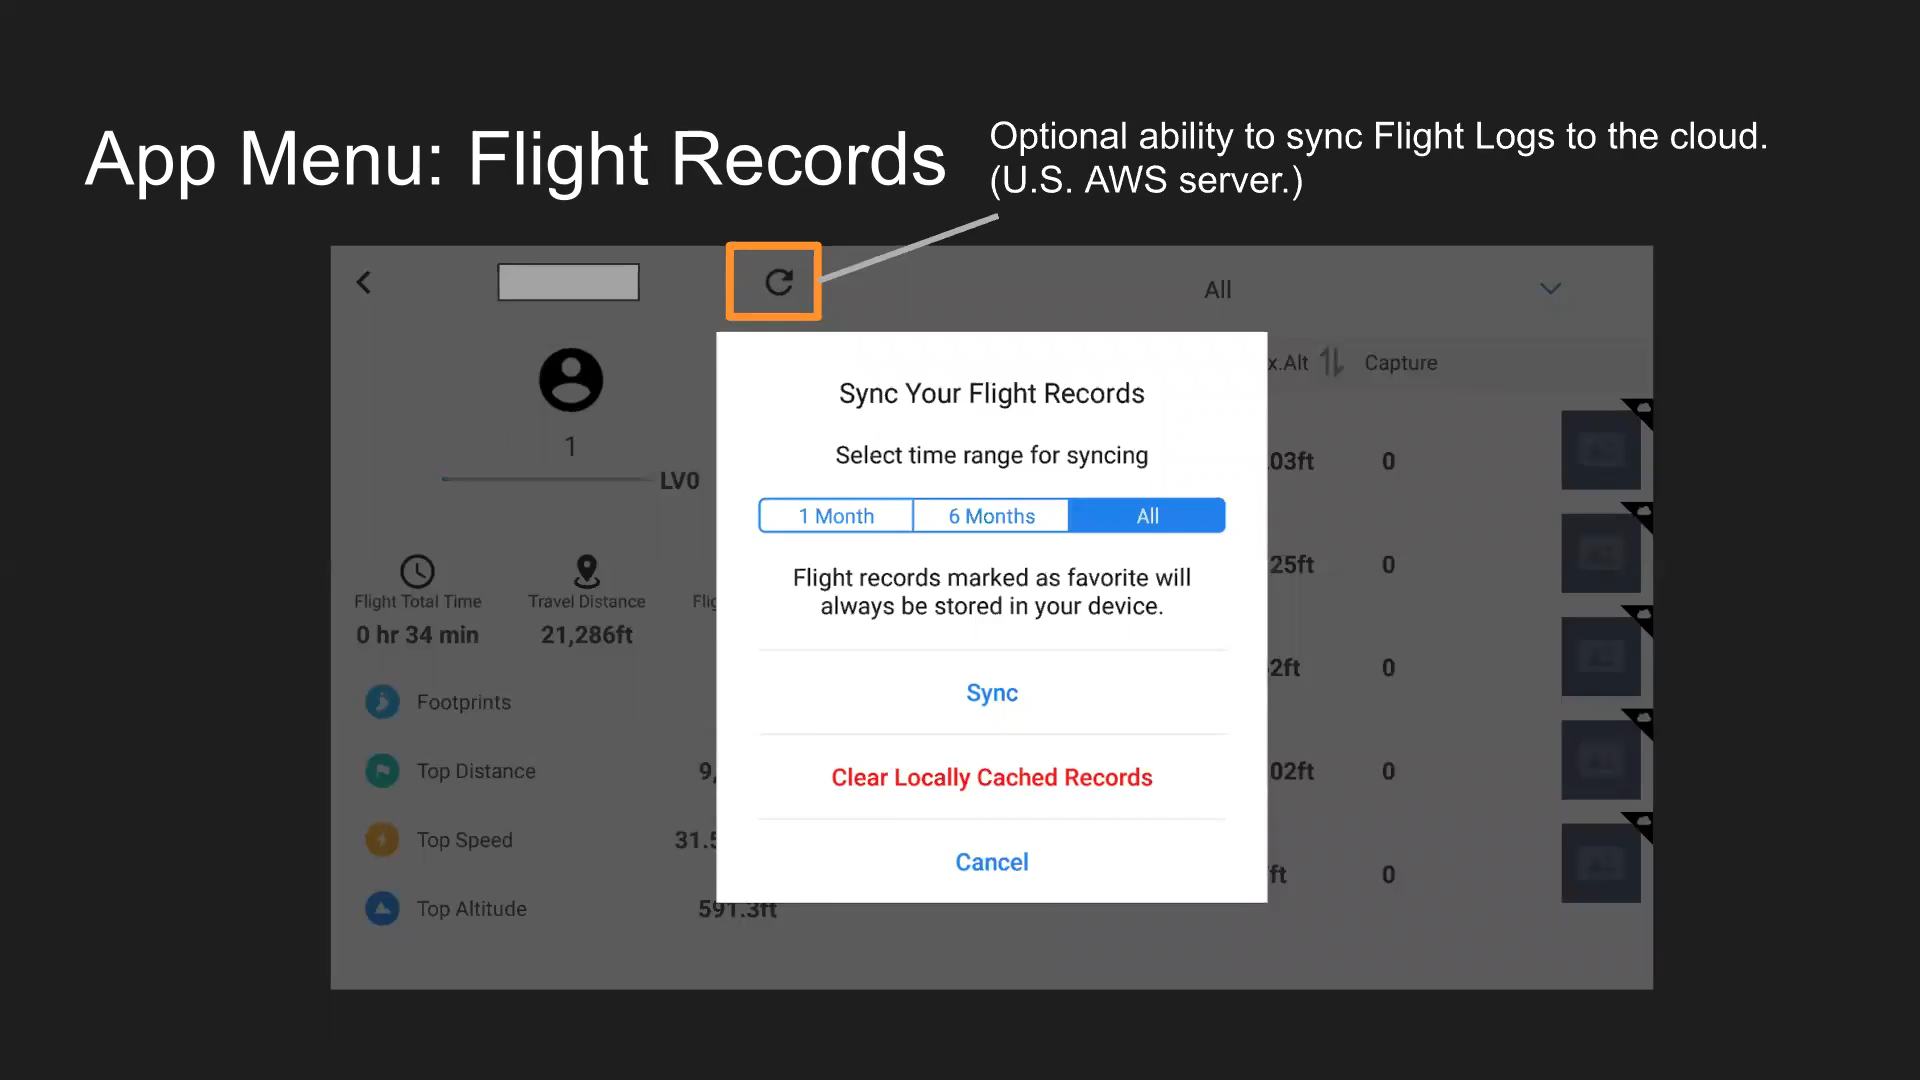 App Menu: Flight Records
Optional ability to sync Flight Logs to the cloud.
(U.S. AWS server.)
All
x.Alt Capture
1
LV0
Flight Total Time
0 hr 34 min
Travel Distance
21,286ft
Flig
Footprints
Top Distance 9,
Top Speed 31.5
Top Altitude 591.3ft
Sync Your Flight Records
Select time range for syncing
1 Month 6 Months All
Flight records marked as favorite will
always be stored in your device.
Sync
Clear Locally Cached Records
Cancel
03ft 0
25ft 0
2ft 0
02ft 0
ft 0